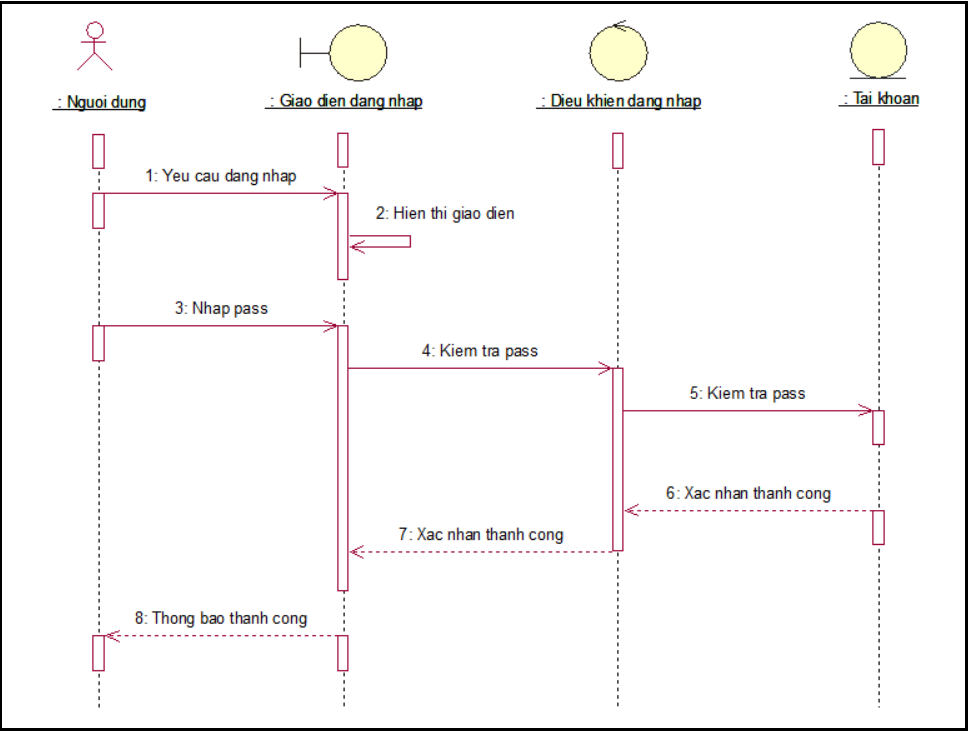 : Nguoi dung
: Giao dien dang nhap
: Dieu khien dang nhap
: Tai khoan
1: Yeu cau dang nhap
2: Hien thi giao dien
3: Nhap pass
4: Kiem tra pass
5: Kiem tra pass
6: Xac nhan thanh cong
7: Xac nhan thanh cong
8: Thong bao thanh cong